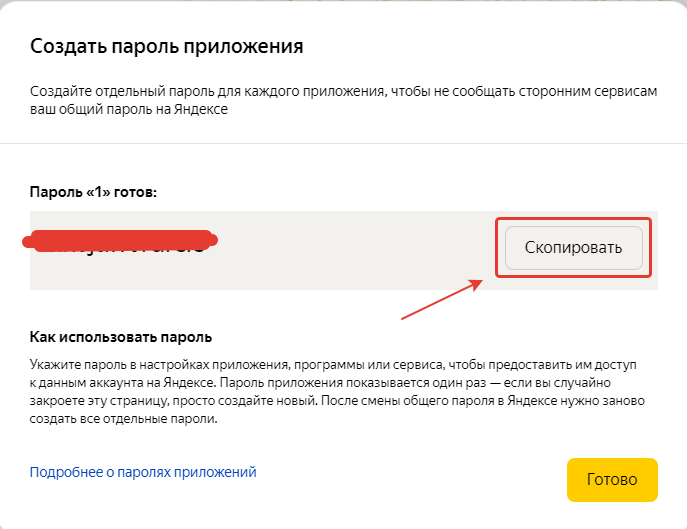 Создать пароль приложения
Создайте отдельный пароль для каждого приложения, чтобы не сообщать сторонним сервисам
ваш общий пароль на Яндексе
Пароль «1» готов:
Скопировать
Как использовать пароль
Укажите пароль в настройках приложения, программы или сервиса, чтобы предоставить им доступ
к данным аккаунта на Яндексе. Пароль приложения показывается один раз — если вы случайно
закроете эту страницу, просто создайте новый. После смены общего пароля в Яндексе нужно заново
создать все отдельные пароли.
Подробнее о паролях приложений
Готово